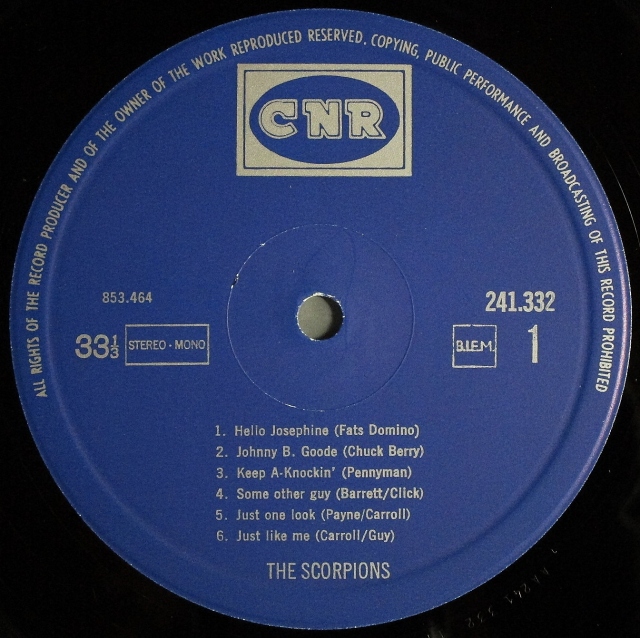 ALL RIGHTS OF THE RECORD PRODUCER AND OF THE OWNER OF THE WORK REPRODUCED RESERVED. COPYING, PUBLIC PERFORMANCE AND BROADCASTING OF THIS RECORD PROHIBITED
CNR
853.464
241.332
33 1/3
STEREO · MONO
B.I.E.M.
1
1. Hello Josephine (Fats Domino)
2. Johnny B. Goode (Chuck Berry)
3. Keep A-Knockin' (Pennyman)
4. Some other guy (Barrett/Click)
5. Just one look (Payne/Carroll)
6. Just like me (Carroll/Guy)
THE SCORPIONS